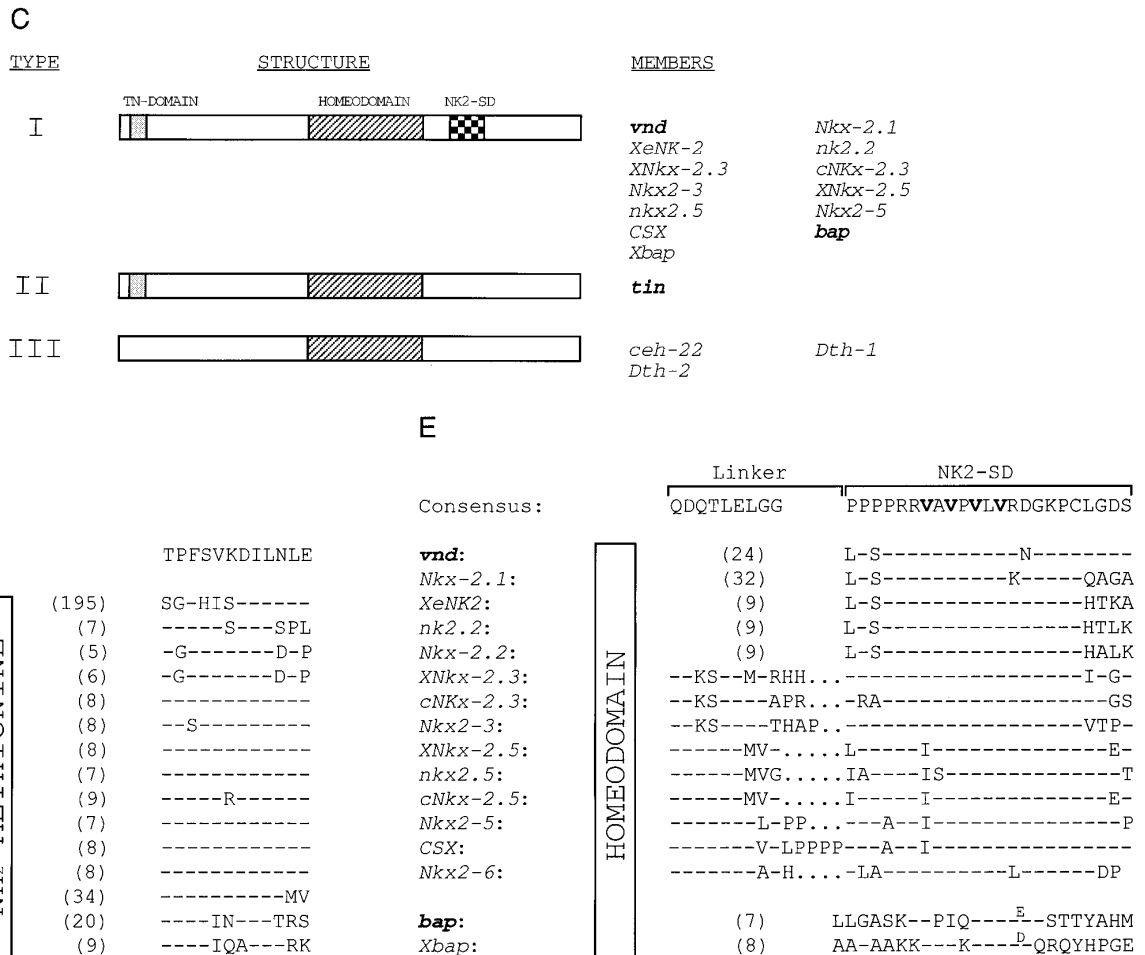 C
TYPE STRUCTURE MEMBERS
TN-DOMAIN HOMEODOMAIN NK2-SD
I
vnd Nkx-2.1
XeNK-2 nk2.2
XNkx-2.3 cNKx-2.3
Nkx2-3 XNkx-2.5
nkx2.5 Nkx2-5
CSX bap
Xbap
II tin
III ceh-22 Dth-1
Dth-2
E
Linker NK2-SD
Consensus: QDQTLELGG PPPPRRVAVPVLVRDGKPCLGDS
TPFSVKDILNLE vnd: (24) L-S------------N---------
Nkx-2.1: (32) L-S-----------K-----QAGA
(195) SG-HIS------ XeNK2: (9) L-S-----------------HTKA
(7) -----S---SPL nk2.2: (9) L-S-----------------HTLK
(5) -G-------D-P Nkx-2.2: (9) L-S-----------------HALK
(6) -G-------D-P XNkx-2.3: --KS--M-RHH... --------------------I-G-
(8) ------------ cNKx-2.3: --KS----APR... -RA-------------------GS
(8) --S--------- Nkx2-3: --KS----THAP.. --------------------VTP-
(8) ------------ XNkx-2.5: ------MV-..... L------I---------------E-
(7) ------------ nkx2.5: ------MVG.... IA----IS---------------T
(9) -----R------ cNkx-2.5: ------MV-..... I-----I---------------E-
(7) ------------ Nkx2-5: -------L-PP... ---A--I----------------P
(8) ------------ CSX: -------V-LPPPP ---A--I-----------------
(8) ------------ Nkx2-6: -------A-H.... -LA----------L-------DP
(34) ----------MV
(20) ----IN---TRS bap: (7) LLGASK--PIQ-----E--STTYAHM
(9) ----IQA---RK Xbap: (8) AA-AAKK---K-----D-QRQYHPGE
HOMEODOMAIN